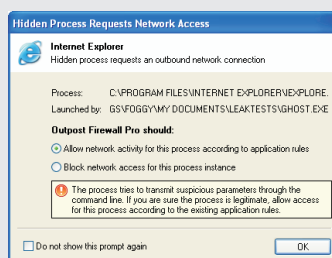 Hidden Process Requests Network Access
Internet Explorer
Hidden process requests an outbound network connection
Process: C:\PROGRAM FILES\INTERNET EXPLORER\IEXPLORE.
Launched by: GS\FOGGY\MY DOCUMENTS\LEAKTESTS\GHOST.EXE
Outpost Firewall Pro should:
Allow network activity for this process according to application rules
Block network access for this process instance
The process tries to transmit suspicious parameters through the
command line. If you are sure the process is legitimate, allow access
for this process according to the existing application rules.
Do not show this prompt again
OK